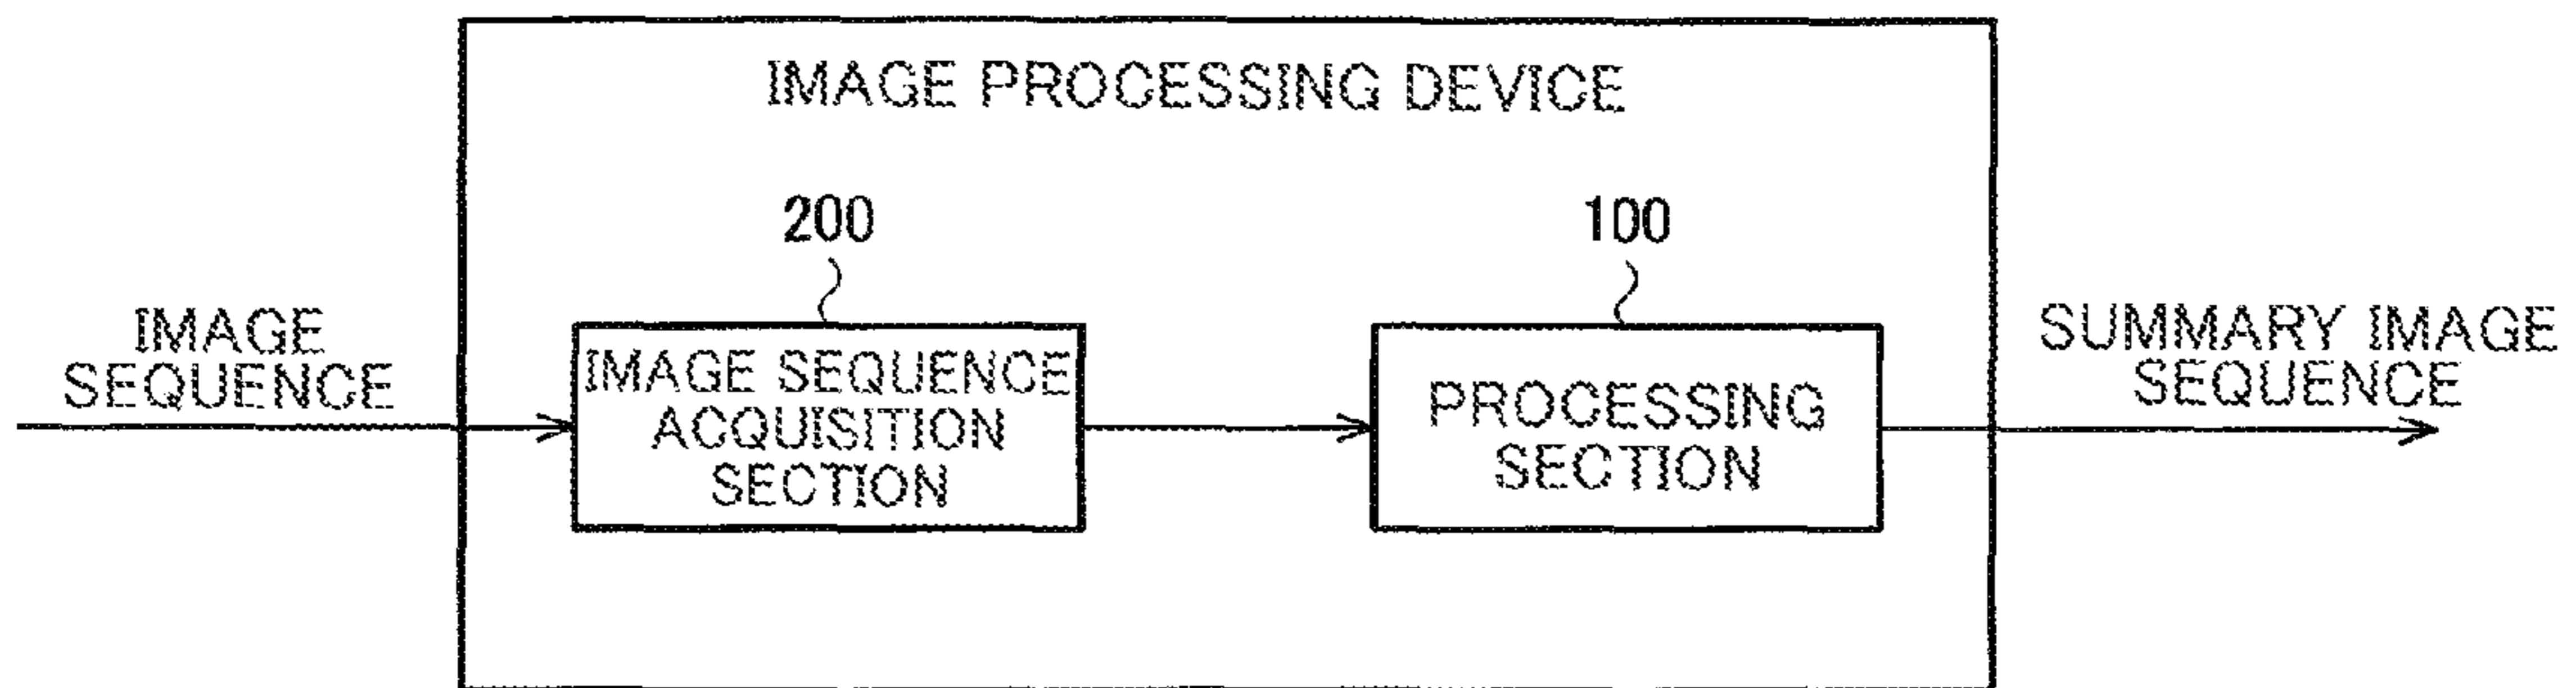 IMAGE PROCESSING DEVICE
200
100
IMAGE
SEQUENCE
IMAGE SEQUENCE
ACQUISITION
SECTION
PROCESSING
SECTION
SUMMARY IMAGE
SEQUENCE